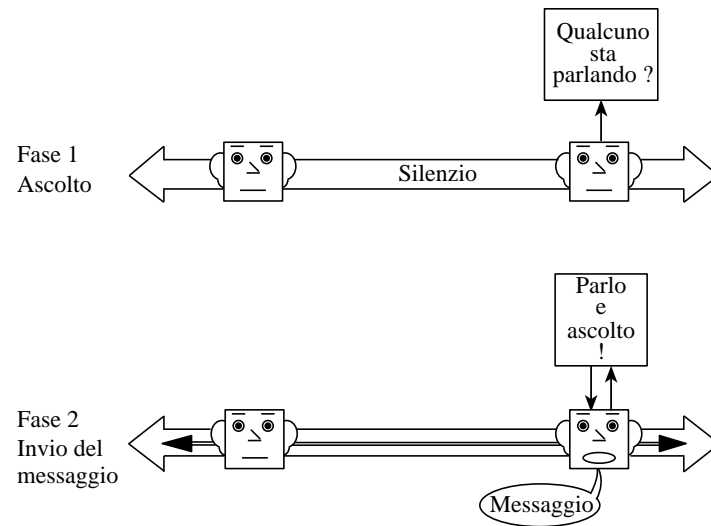 Qualcuno
sta
parlando ?
Fase 1
Ascolto
Silenzio
Parlo
e
ascolto
!
Fase 2
Invio del
messaggio
Messaggio